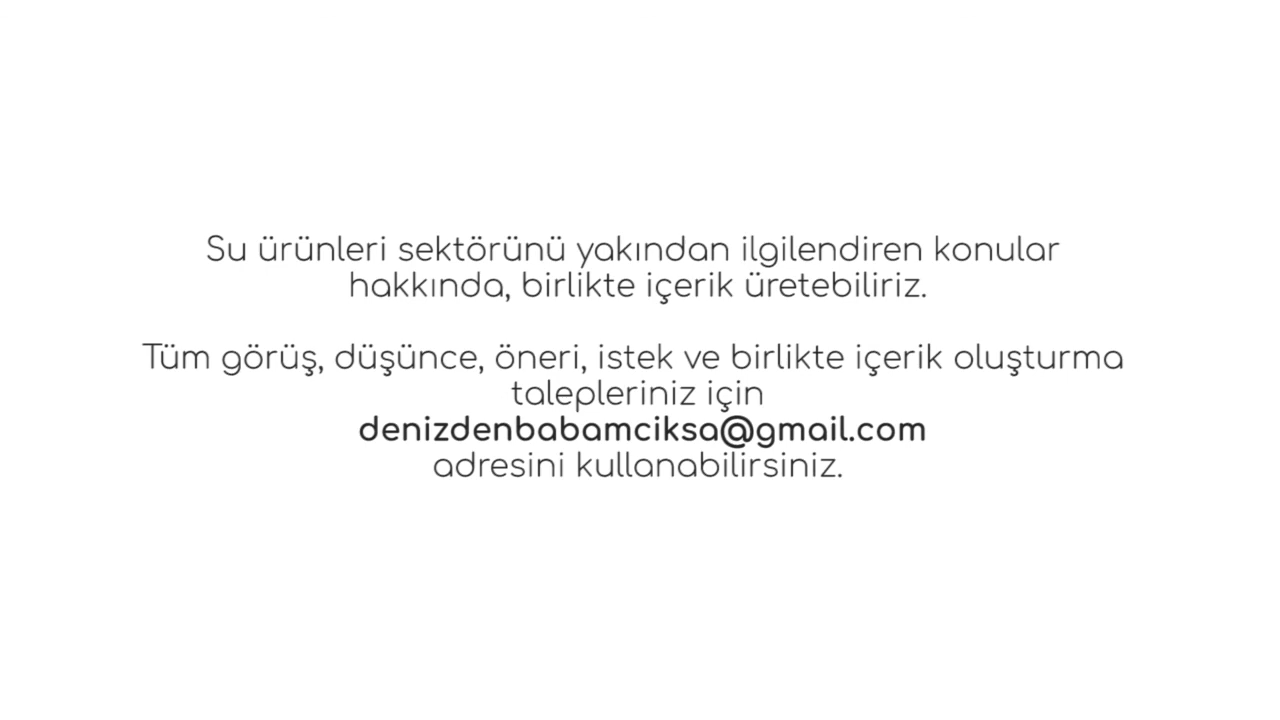 Su ürünleri sektörünü yakından ilgilendiren konular
hakkında, birlikte içerik üretebiliriz.
Tüm görüş, düşünce, öneri, istek ve birlikte içerik oluşturma
talepleriniz için
denizdenbabamciksa@gmail.com
adresini kullanabilirsiniz.